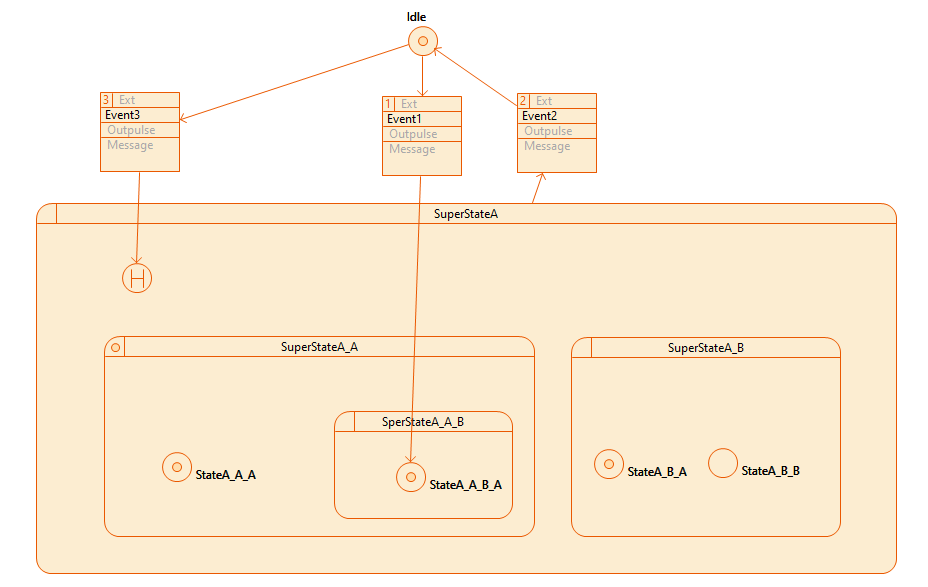 Idle
3 Ext
Event3
Outpulse
Message
1 Ext
Event1
Outpulse
Message
2 Ext
Event2
Outpulse
Message
SuperStateA
H
SuperStateA_A
SuperStateA_B
SperStateA_A_B
StateA_A_A
StateA_A_B_A
StateA_B_A
StateA_B_B